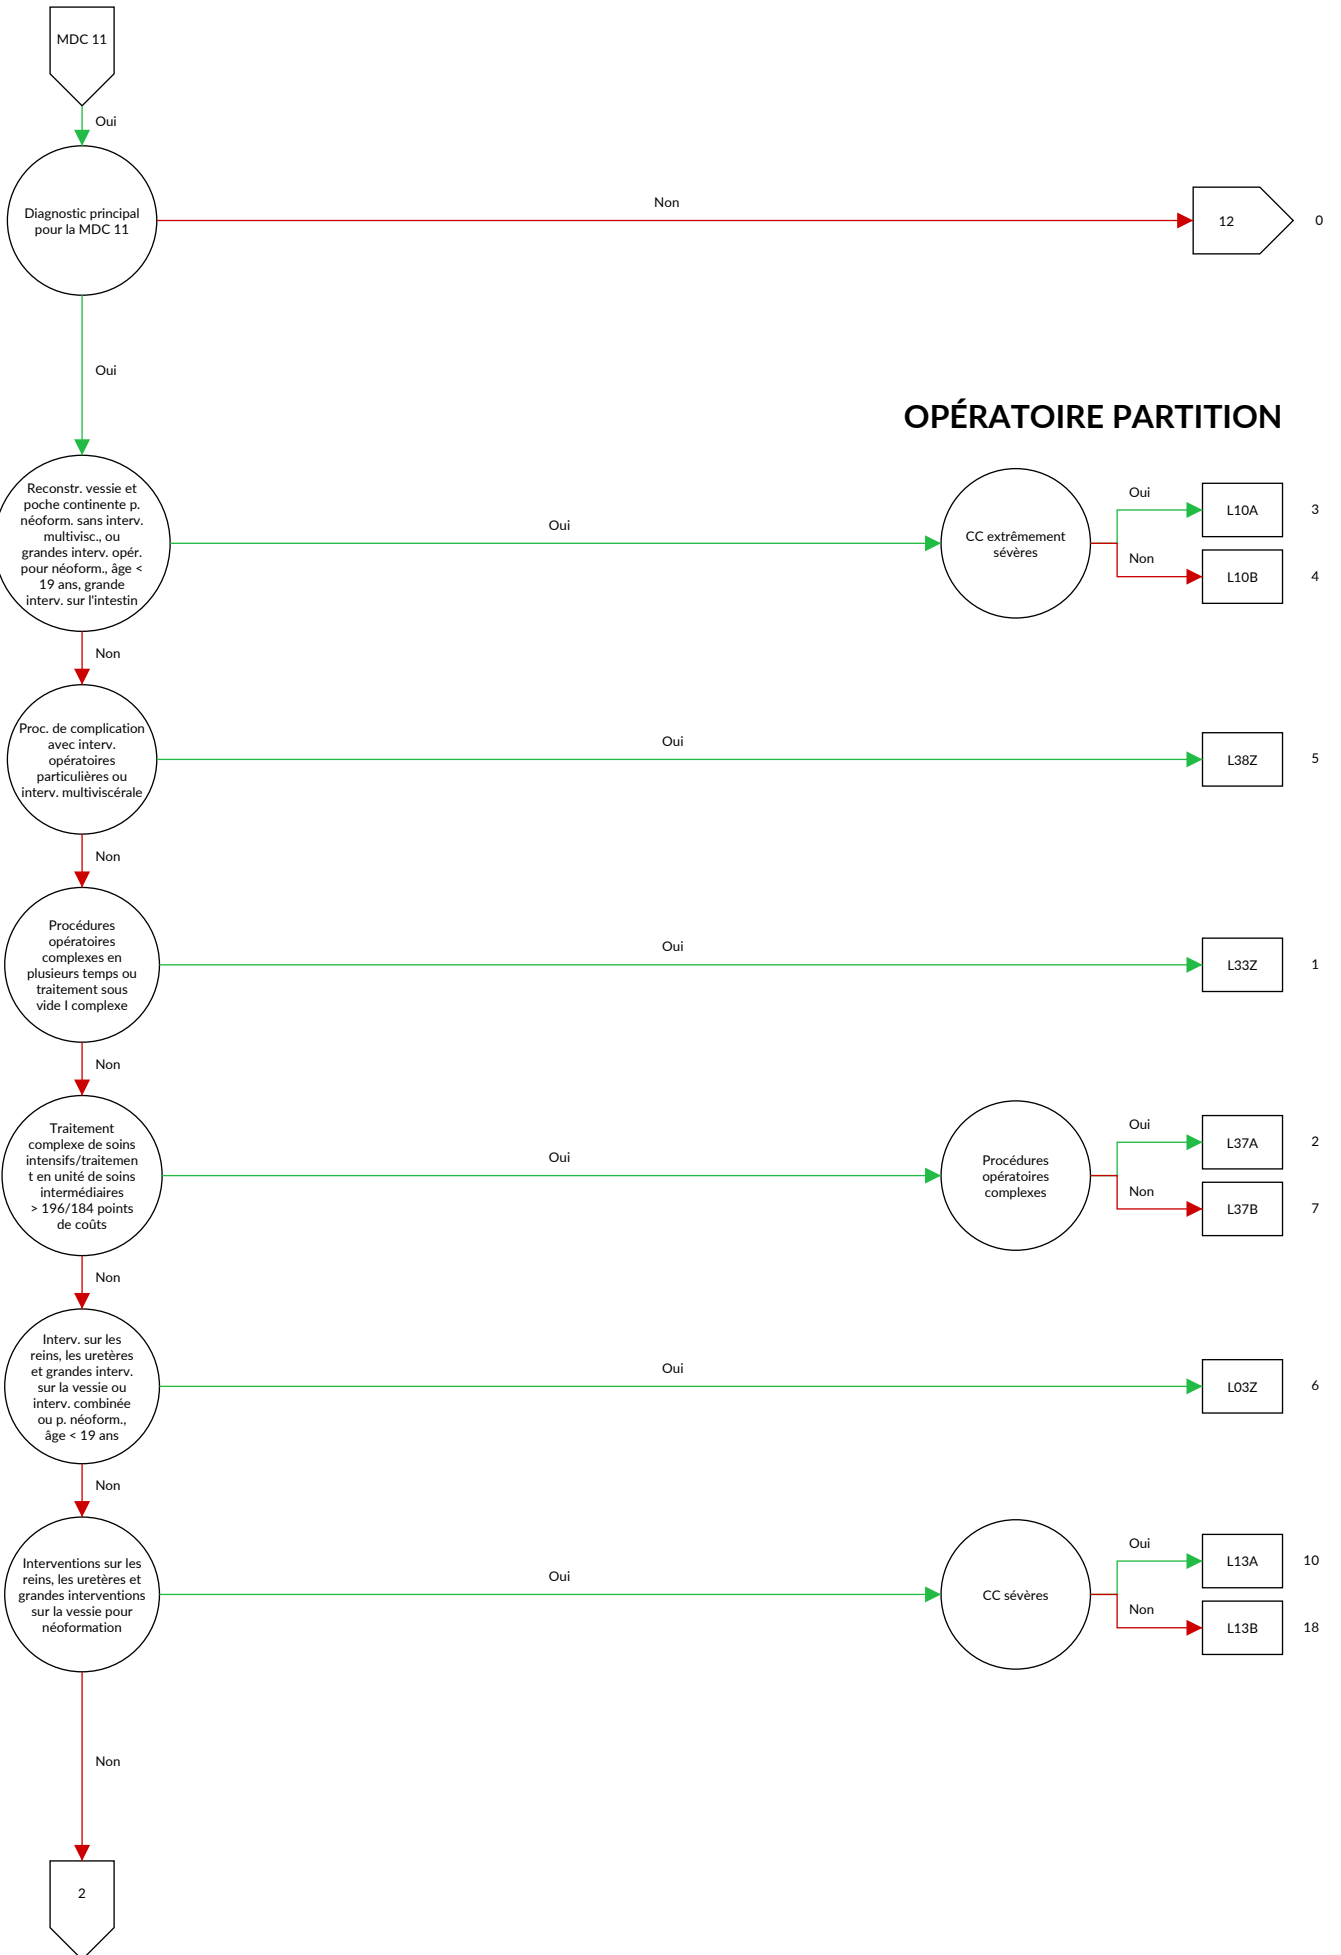 MDC 11
Oui
Diagnostic principal
pour la MDC 11
Non
12
0
Oui
OPÉRATOIRE PARTITION
Reconstr. vessie et
poche continente p.
néoform. sans interv.
multivisc., ou
grandes interv. opér.
pour néoform., âge <
19 ans, grande
interv. sur l'intestin
Oui
CC extrêmement
sévères
Oui
L10A
3
Non
L10B
4
Non
Proc. de complication
avec interv.
opératoires
particulières ou
interv. multiviscérale
Oui
L38Z
5
Non
Procédures
opératoires
complexes en
plusieurs temps ou
traitement sous
vide I complexe
Oui
L33Z
1
Non
Traitement
complexe de soins
intensifs/traitemen
t en unité de soins
intermédiaires
> 196/184 points
de coûts
Oui
Procédures
opératoires
complexes
Oui
L37A
2
Non
L37B
7
Non
Interv. sur les
reins, les uretères
et grandes interv.
sur la vessie ou
interv. combinée
ou p. néoform.,
âge < 19 ans
Oui
L03Z
6
Non
Interventions sur les
reins, les uretères et
grandes interventions
sur la vessie pour
néoformation
Oui
CC sévères
Oui
L13A
10
Non
L13B
18
Non
2